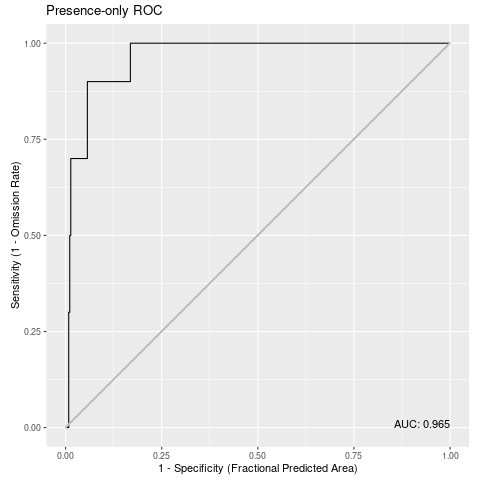 Presence-only ROC
Sensitivity (1 - Omission Rate)
1.00
0.75
0.50
0.25
0.00
AUC: 0.965
0.00 0.25 0.50 0.75 1.00
1 - Specificity (Fractional Predicted Area)